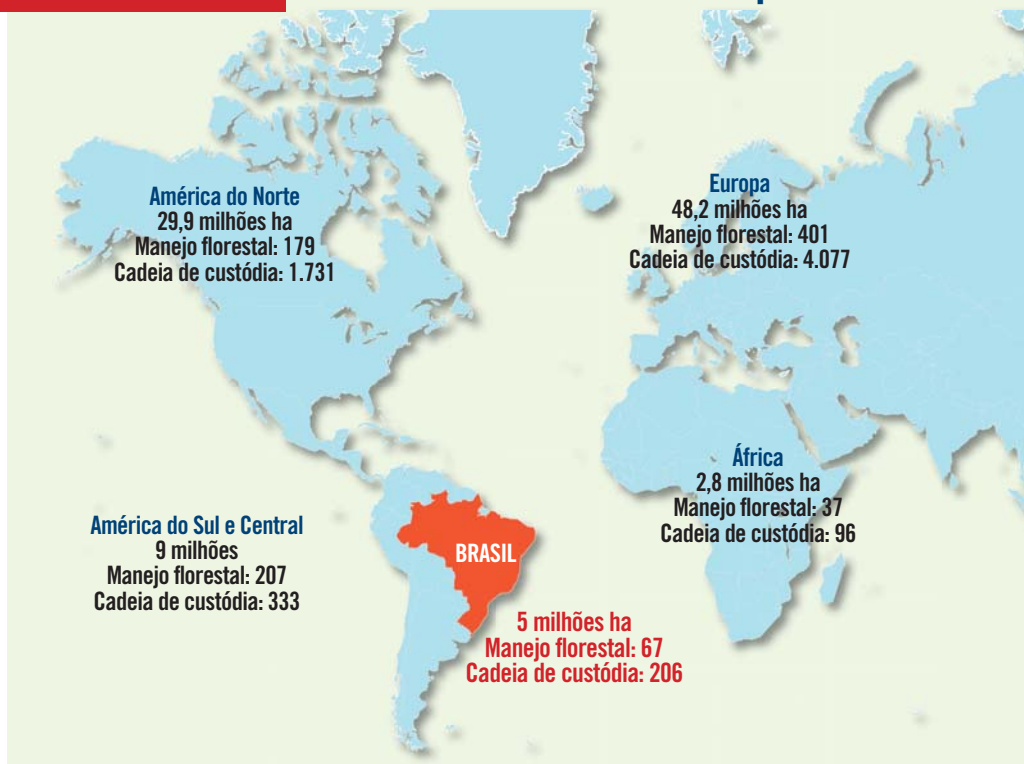 América do Norte
29,9 milhões ha
Manejo florestal: 179
Cadeia de custódia: 1.731
Europa
48,2 milhões ha
Manejo florestal: 401
Cadeia de custódia: 4.077
África
2,8 milhões ha
Manejo florestal: 37
Cadeia de custódia: 96
América do Sul e Central
9 milhões
Manejo florestal: 207
Cadeia de custódia: 333
BRASIL
5 milhões ha
Manejo florestal: 67
Cadeia de custódia: 206